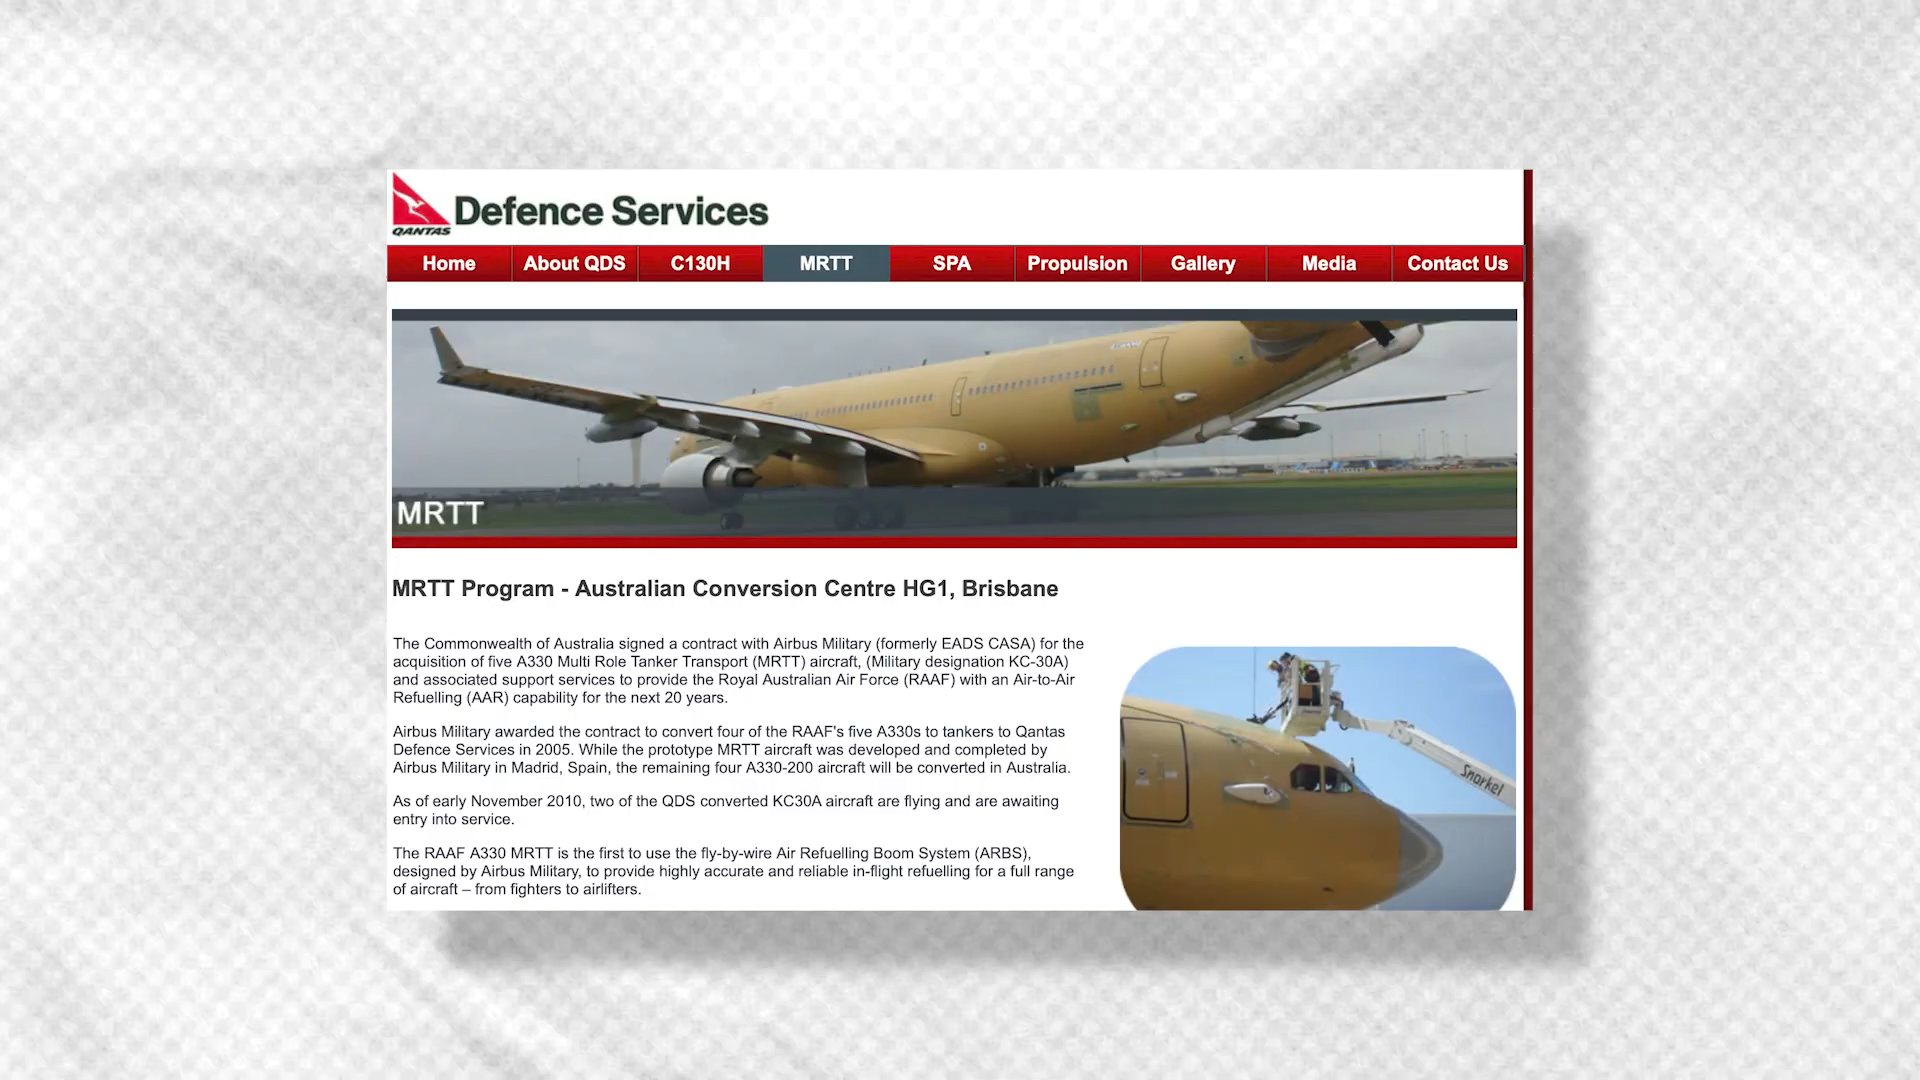 QANTAS
Defence Services
Home About QDS C130H MRTT SPA Propulsion Gallery Media Contact Us
MRTT
MRTT Program - Australian Conversion Centre HG1, Brisbane
The Commonwealth of Australia signed a contract with Airbus Military (formerly EADS CASA) for the
acquisition of five A330 Multi Role Tanker Transport (MRTT) aircraft, (Military designation KC-30A)
and associated support services to provide the Royal Australian Air Force (RAAF) with an Air-to-Air
Refuelling (AAR) capability for the next 20 years.
Airbus Military awarded the contract to convert four of the RAAF's five A330s to tankers to Qantas
Defence Services in 2005. While the prototype MRTT aircraft was developed and completed by
Airbus Military in Madrid, Spain, the remaining four A330-200 aircraft will be converted in Australia.
As of early November 2010, two of the QDS converted KC30A aircraft are flying and are awaiting
entry into service.
The RAAF A330 MRTT is the first to use the fly-by-wire Air Refuelling Boom System (ARBS),
designed by Airbus Military, to provide highly accurate and reliable in-flight refuelling for a full range
of aircraft – from fighters to airlifters.
Snorkel